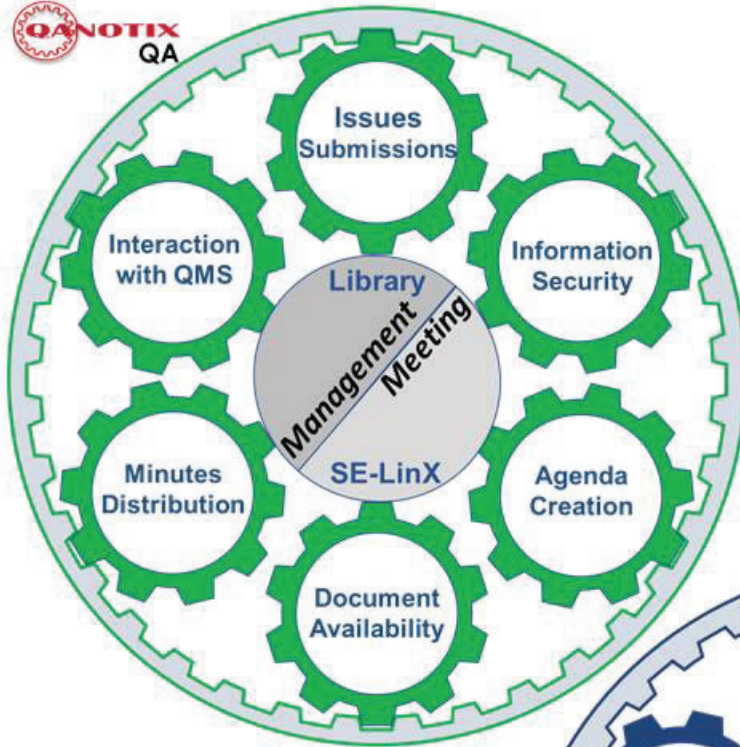 QANOTIX
QA
Issues
Submissions
Interaction
with QMS
Information
Security
Library
Management
Meeting
SE-LinX
Minutes
Distribution
Agenda
Creation
Document
Availability